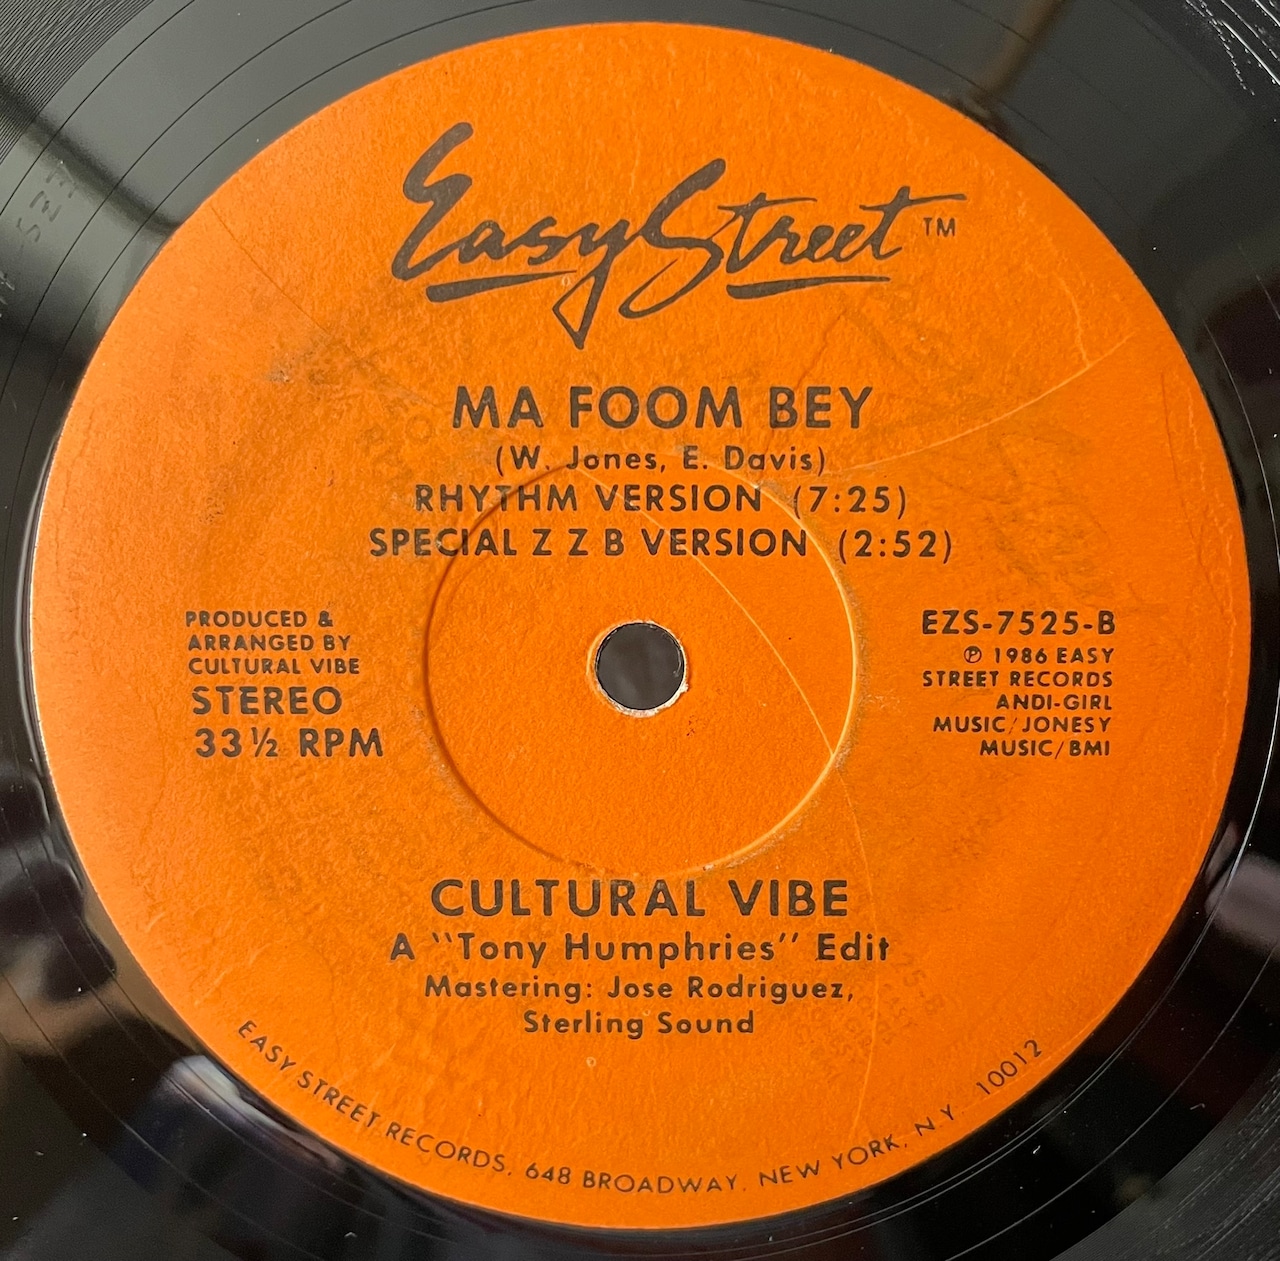 EasyStreet™
MA FOOM BEY
(W. Jones, E. Davis)
RHYTHM VERSION (7:25)
SPECIAL Z Z B VERSION (2:52)
PRODUCED &
ARRANGED BY
CULTURAL VIBE
STEREO
33½ RPM
EZS-7525-B
℗ 1986 EASY
STREET RECORDS
ANDI-GIRL
MUSIC/JONESY
MUSIC/BMI
CULTURAL VIBE
A "Tony Humphries" Edit
Mastering: Jose Rodriguez,
Sterling Sound
EASY STREET RECORDS, 648 BROADWAY, NEW YORK, N.Y. 10012